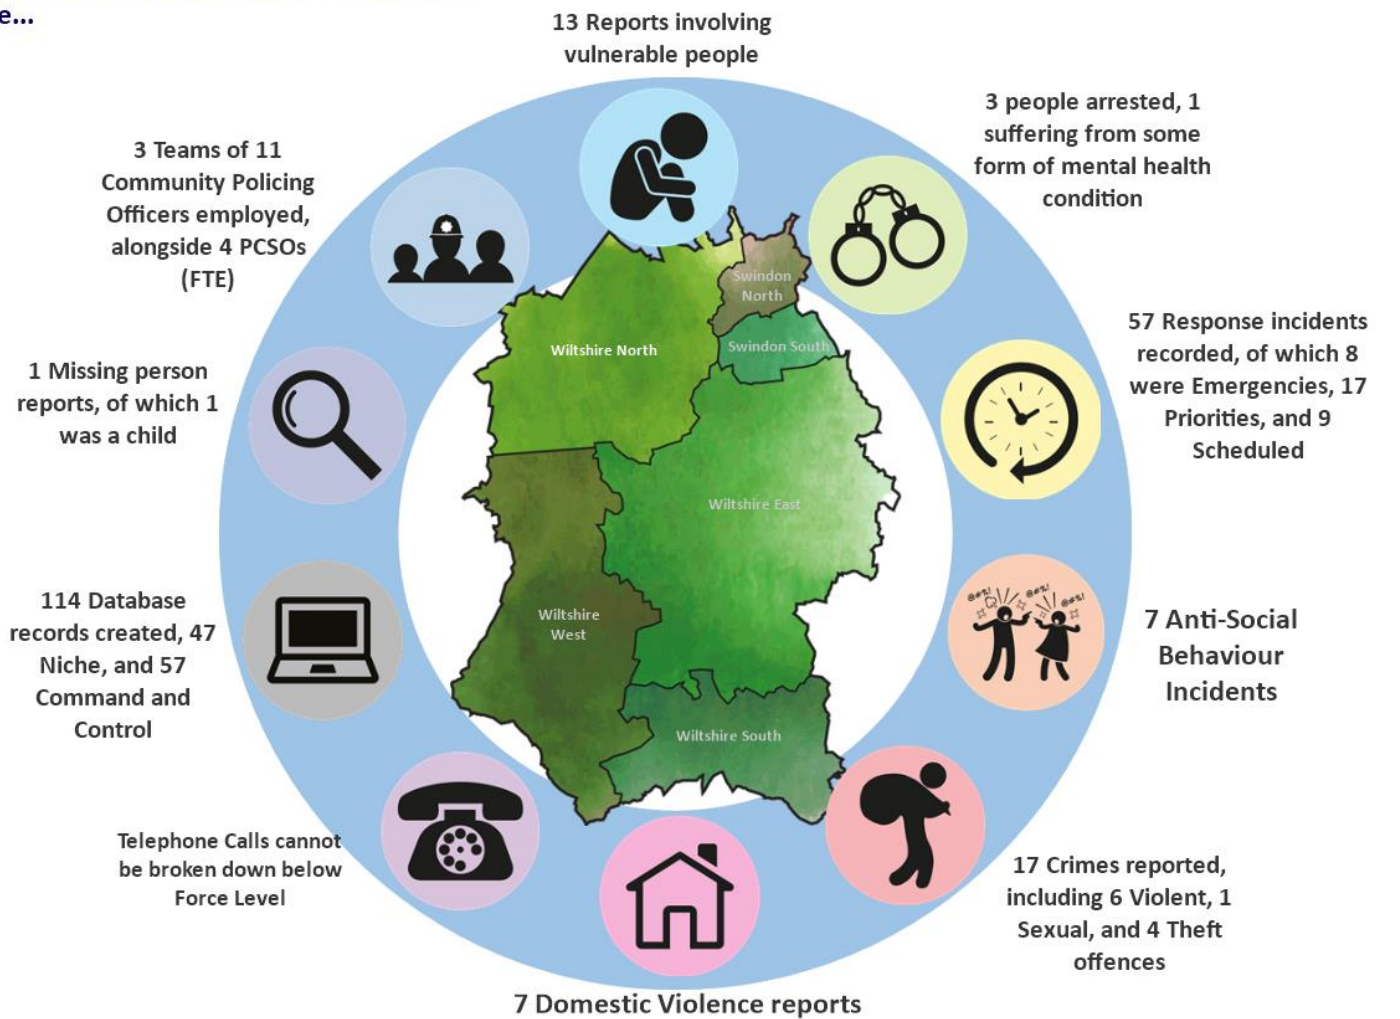 e...
13 Reports involving
vulnerable people
3 people arrested, 1
suffering from some
form of mental health
condition
3 Teams of 11
Community Policing
Officers employed,
alongside 4 PCSOs
(FTE)
57 Response incidents
recorded, of which 8
were Emergencies, 17
Priorities, and 9
Scheduled
1 Missing person
reports, of which 1
was a child
Swindon
North
Swindon South
Wiltshire North
Wiltshire East
Wiltshire
West
Wiltshire South
@#%!
@#%!
@#%!
7 Anti-Social
Behaviour
Incidents
114 Database
records created, 47
Niche, and 57
Command and
Control
Telephone Calls cannot
be broken down below
Force Level
17 Crimes reported,
including 6 Violent, 1
Sexual, and 4 Theft
offences
7 Domestic Violence reports